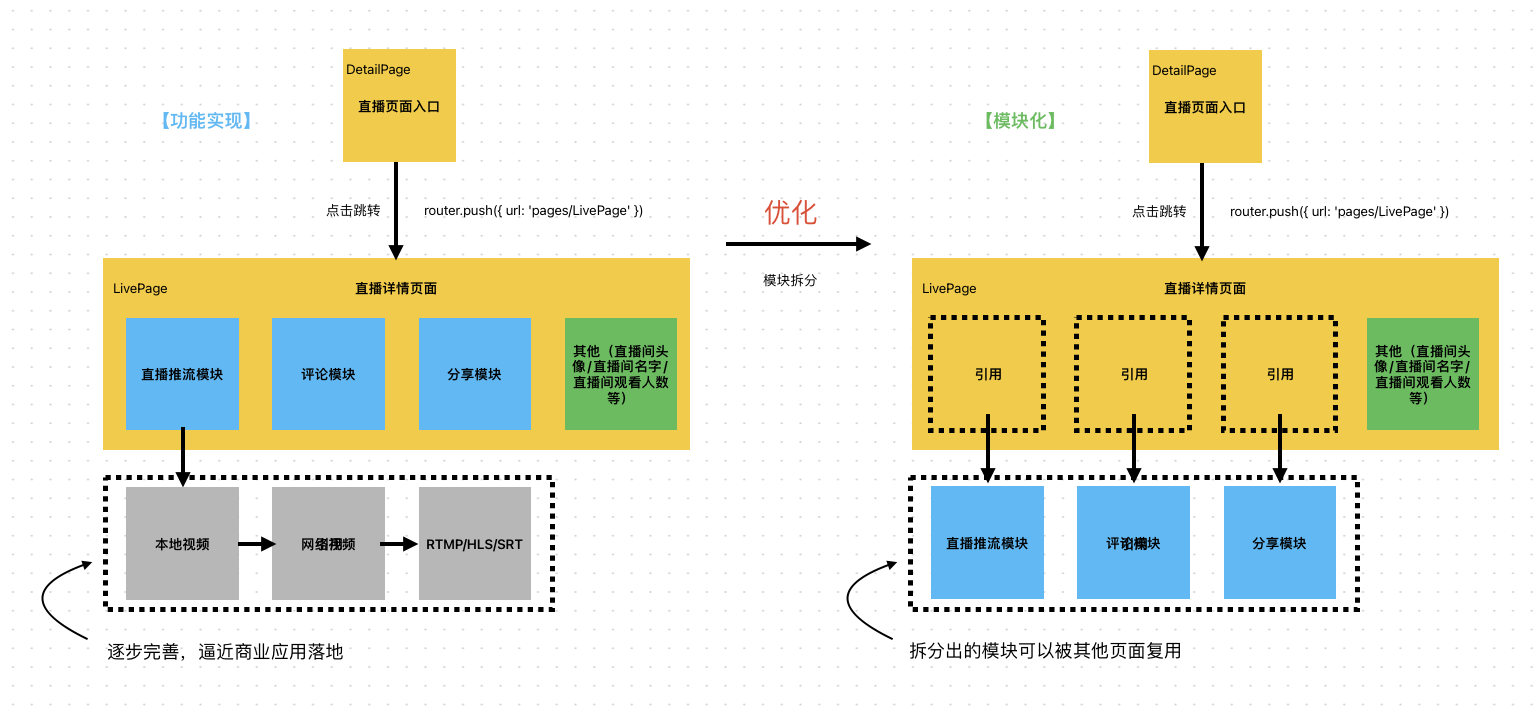 DetailPage
直播页面入口
【功能实现】
点击跳转
router.push({ url: 'pages/LivePage' })
LivePage
直播详情页面
直播推流模块
评论模块
分享模块
其他（直播间头
像/直播间名字/
直播间观看人数
等）
本地视频
网络视频
RTMP/HLS/SRT
逐步完善，逼近商业应用落地
优化
模块拆分
DetailPage
直播页面入口
【模块化】
点击跳转
router.push({ url: 'pages/LivePage' })
LivePage
直播详情页面
引用
引用
引用
其他（直播间头
像/直播间名字/
直播间观看人数
等）
直播推流模块
评论模块
分享模块
拆分出的模块可以被其他页面复用